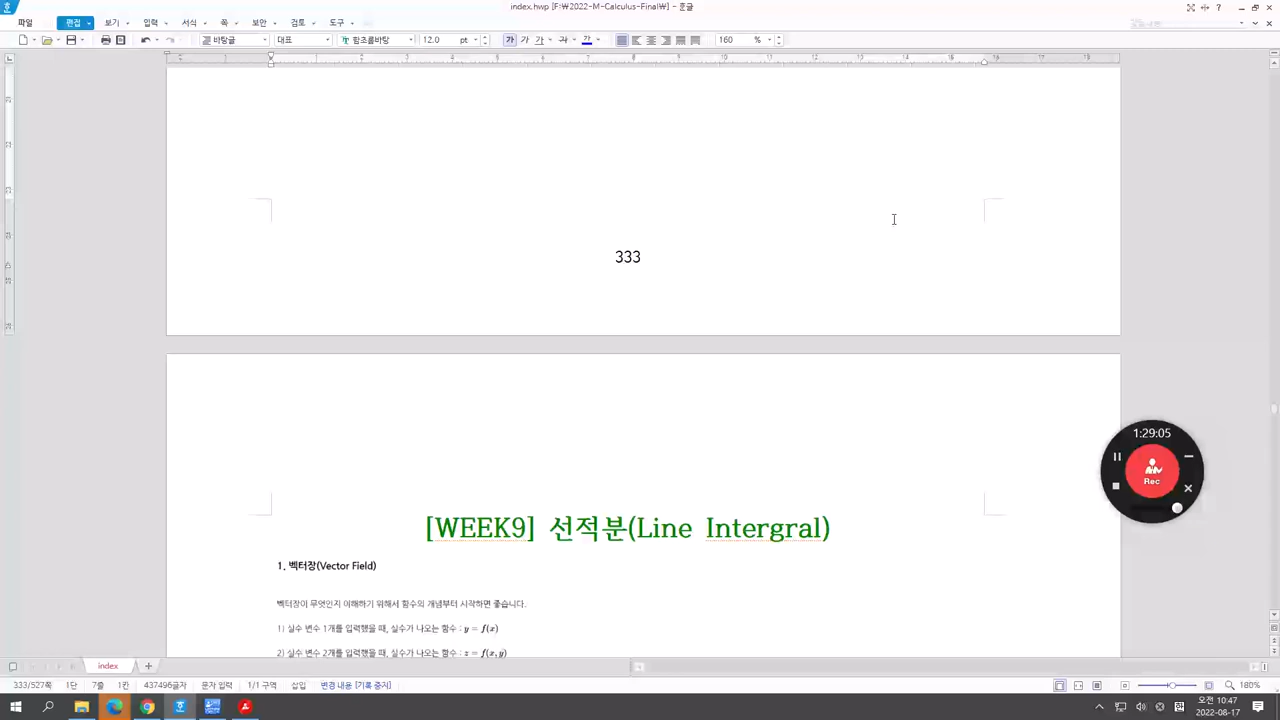 index.hwp [F:₩2022-M-Calculus-Final₩] - 훈글
파일 편집 보기 입력 서식 쪽 보안 검토 도구
바탕글 대표 함초롬바탕 12.0 pt 가 가 가 가 가 160 %
333
1:29:05
Rec
[WEEK9] 선적분(Line Intergral)
1. 벡터장(Vector Field)
벡터장이 무엇인지 이해하기 위해서 함수의 개념부터 시작하면 좋습니다.
1) 실수 변수 1개를 입력했을 때, 실수가 나오는 함수 : y = f(x)
2) 실수 변수 2개를 입력했을 때, 실수가 나오는 함수 : z = f(x, y)
index
333/527쪽 1단 7줄 1칸 437496글자 문자 입력 1/1 구역 삽입 변경 내용 [기록 중지] 180%
오전 10:47
2022-08-17